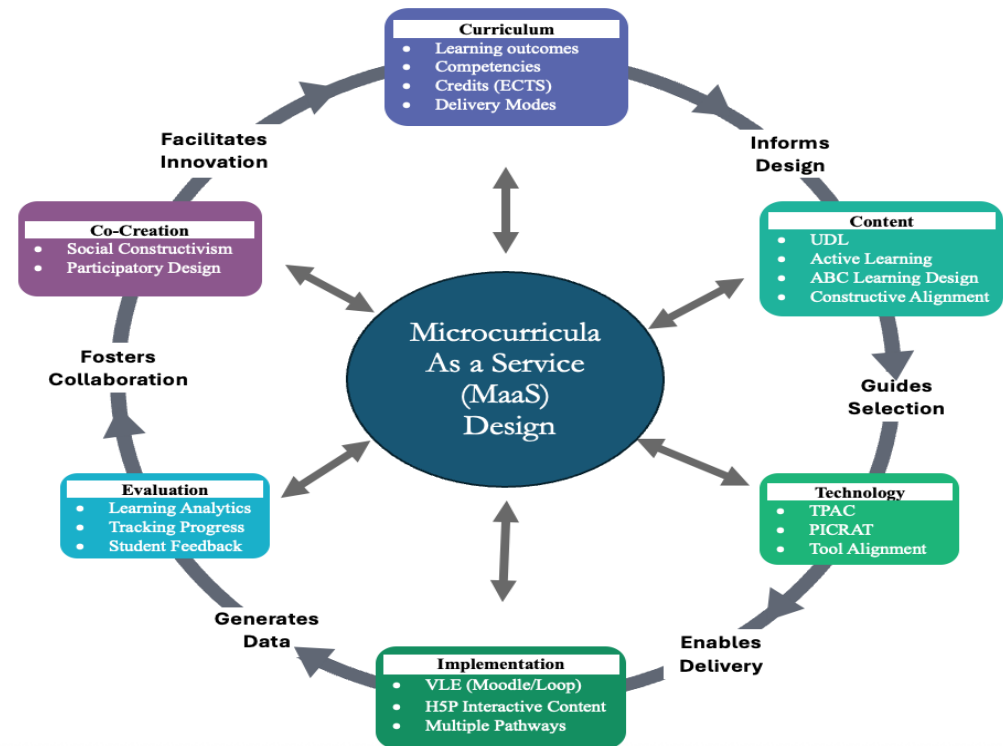 Curriculum
• Learning outcomes
• Competencies
• Credits (ECTS)
• Delivery Modes
Facilitates
Innovation
Informs
Design
Co-Creation
• Social Constructivism
• Participatory Design
Content
• UDL
• Active Learning
• ABC Learning Design
• Constructive Alignment
Microcurricula
As a Service
(MaaS)
Design
Fosters
Collaboration
Guides
Selection
Evaluation
• Learning Analytics
• Tracking Progress
• Student Feedback
Technology
• TPAC
• PICRAT
• Tool Alignment
Generates
Data
Enables
Delivery
Implementation
• VLE (Moodle/Loop)
• H5P Interactive Content
• Multiple Pathways